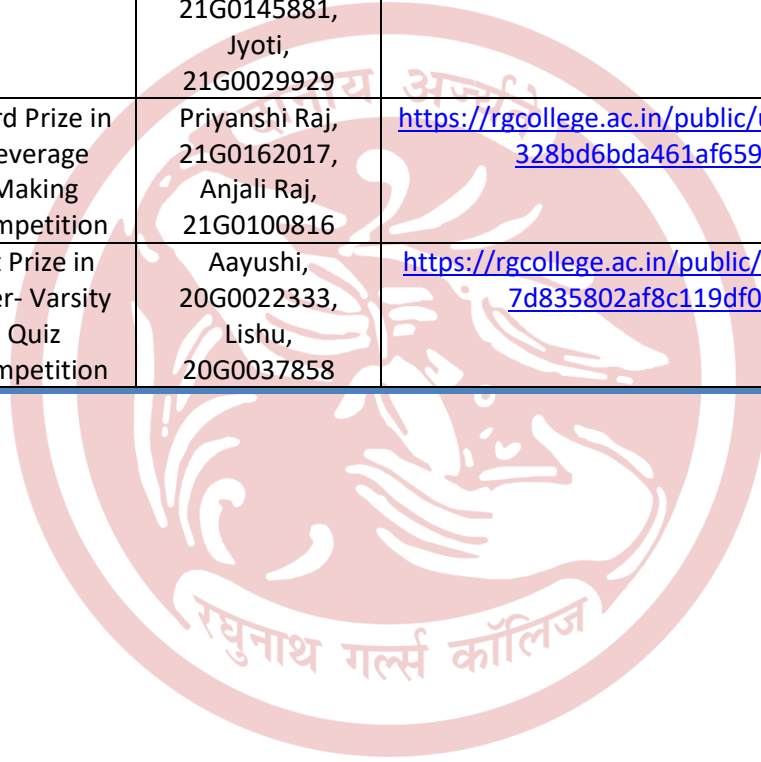 21G0145881,
Jyoti,
21G0029929
rd Prize in
everage
Making
mpetition
Priyanshi Raj,
21G0162017,
Anjali Raj,
21G0100816
https://rgcollege.ac.in/public/
328bd6bda461af659
t Prize in
er- Varsity
Quiz
mpetition
Aayushi,
20G0022333,
Lishu,
20G0037858
https://rgcollege.ac.in/public/
7d835802af8c119df0
रघुनाथ गर्ल्स कॉलिज